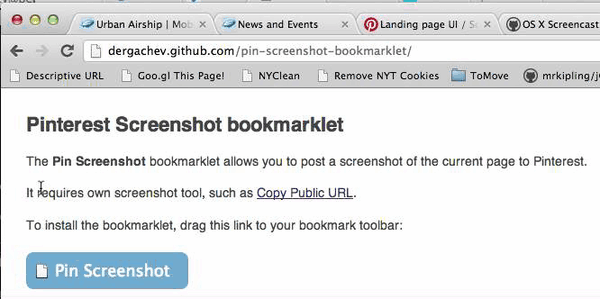 Urban Airship | Mob
News and Events
Landing page UI / Sc
OS X Screencast
dergachev.github.com/pin-screenshot-bookmarklet/
Descriptive URL
Goo.gl This Page!
NYClean
Remove NYT Cookies
ToMove
mrkipling/j
Pinterest Screenshot bookmarklet
The Pin Screenshot bookmarklet allows you to post a screenshot of the current page to Pinterest.
It requires own screenshot tool, such as Copy Public URL.
To install the bookmarklet, drag this link to your bookmark toolbar:
Pin Screenshot